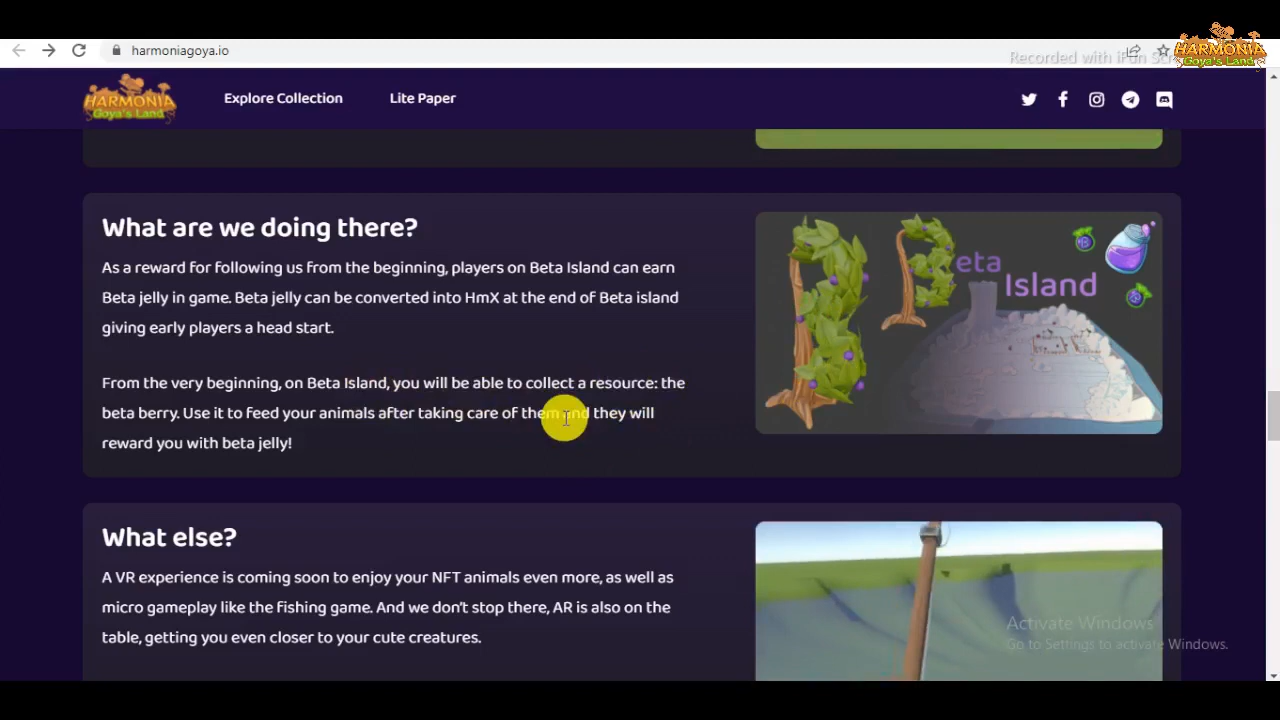 harmoniagoya.io
HARMONIA
Goya's Land
HARMONIA
Goya's Land
Explore Collection
Lite Paper
What are we doing there?
As a reward for following us from the beginning, players on Beta Island can earn
Beta jelly in game. Beta jelly can be converted into HmX at the end of Beta island
giving early players a head start.
From the very beginning, on Beta Island, you will be able to collect a resource: the
beta berry. Use it to feed your animals after taking care of them and they will
reward you with beta jelly!
Beta
Island
What else?
A VR experience is coming soon to enjoy your NFT animals even more, as well as
micro gameplay like the fishing game. And we don't stop there, AR is also on the
table, getting you even closer to your cute creatures.
Activate Windows
Go to Settings to activate Windows.
Recorded with iFun